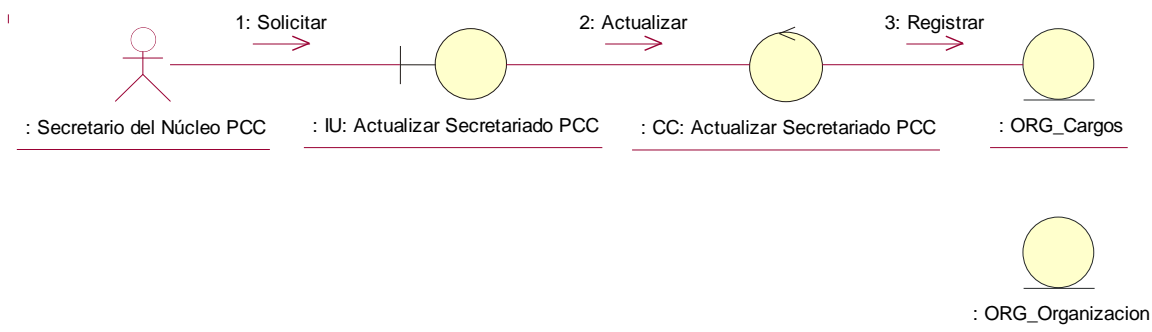 1: Solicitar
2: Actualizar
3: Registrar
: Secretario del Núcleo PCC
: IU: Actualizar Secretariado PCC
: CC: Actualizar Secretariado PCC
: ORG_Cargos
: ORG_Organizacion